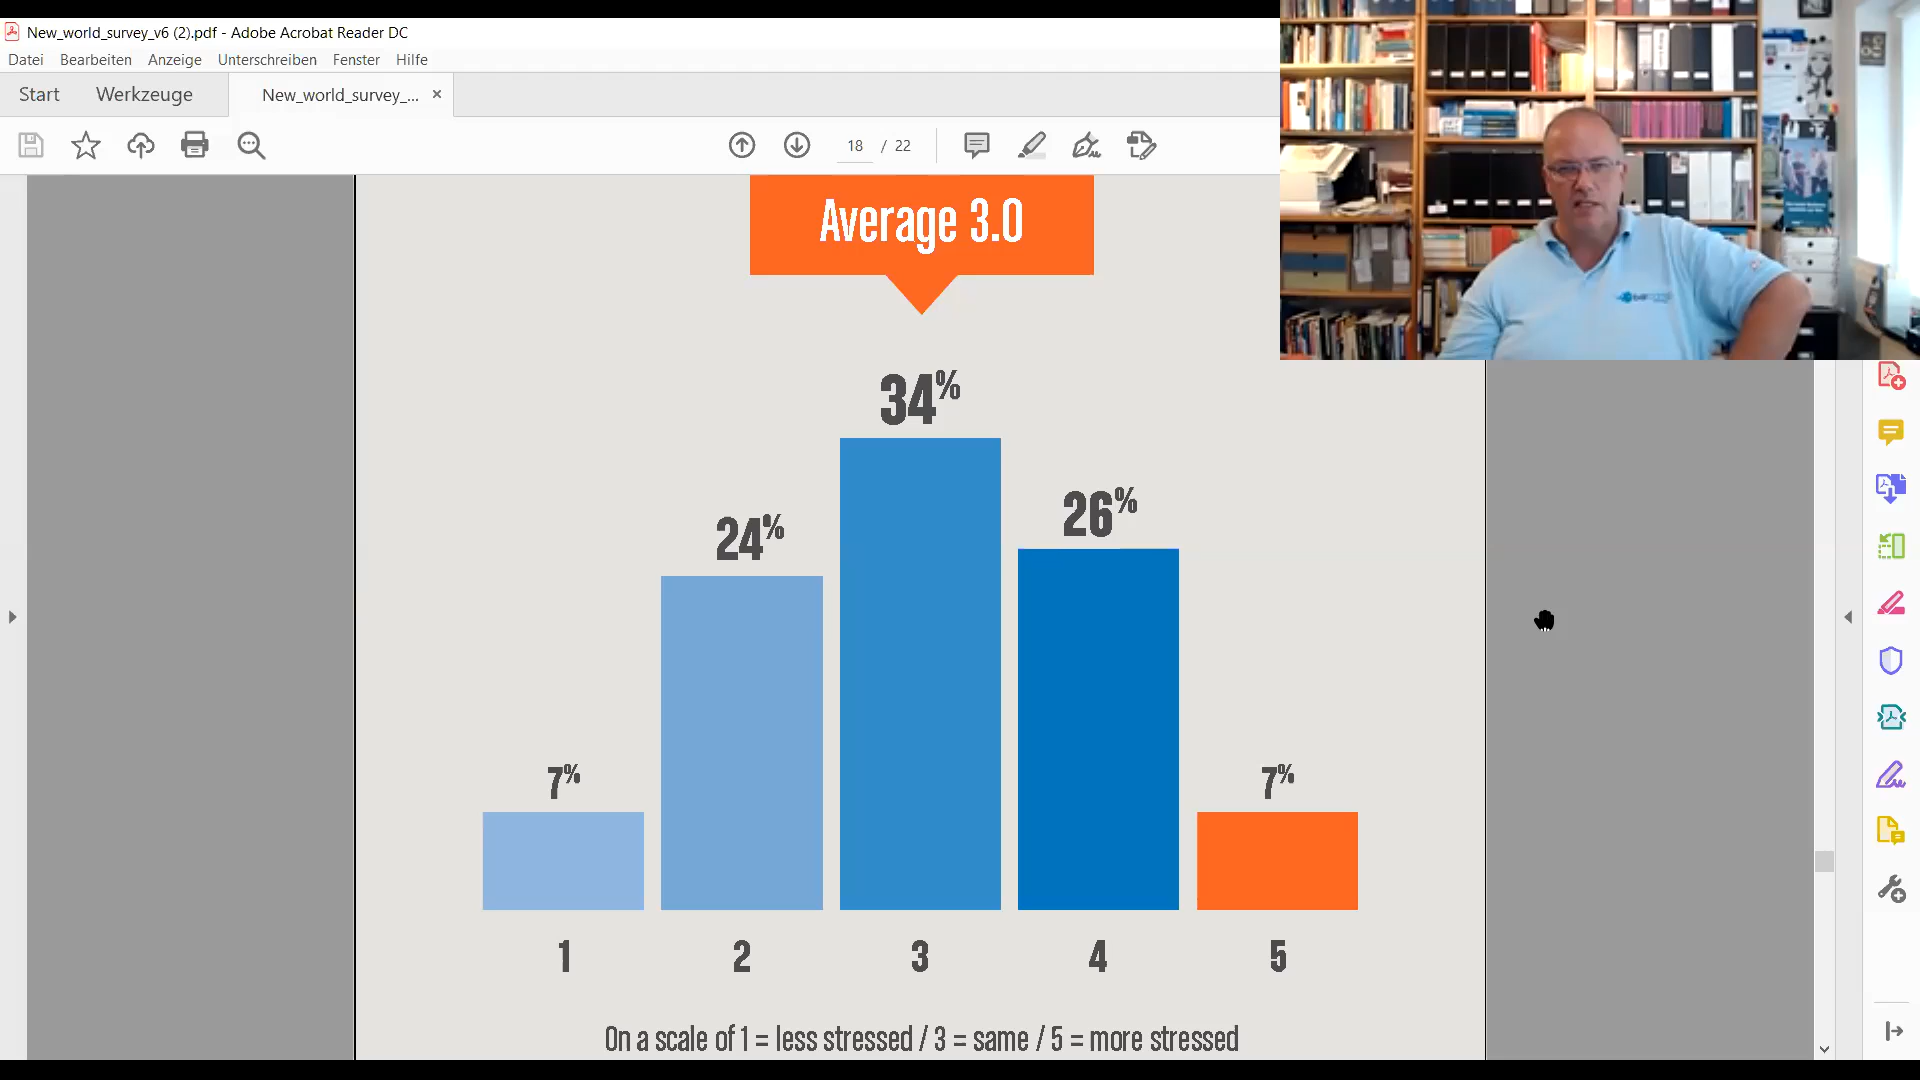 New_world_survey_v6 (2).pdf - Adobe Acrobat Reader DC
Datei Bearbeiten Anzeige Unterschreiben Fenster Hilfe
Start Werkzeuge New_world_survey_... ×
18 / 22
Average 3.0
34%
26%
24%
7%
7%
1 2 3 4 5
On a scale of 1 = less stressed / 3 = same / 5 = more stressed